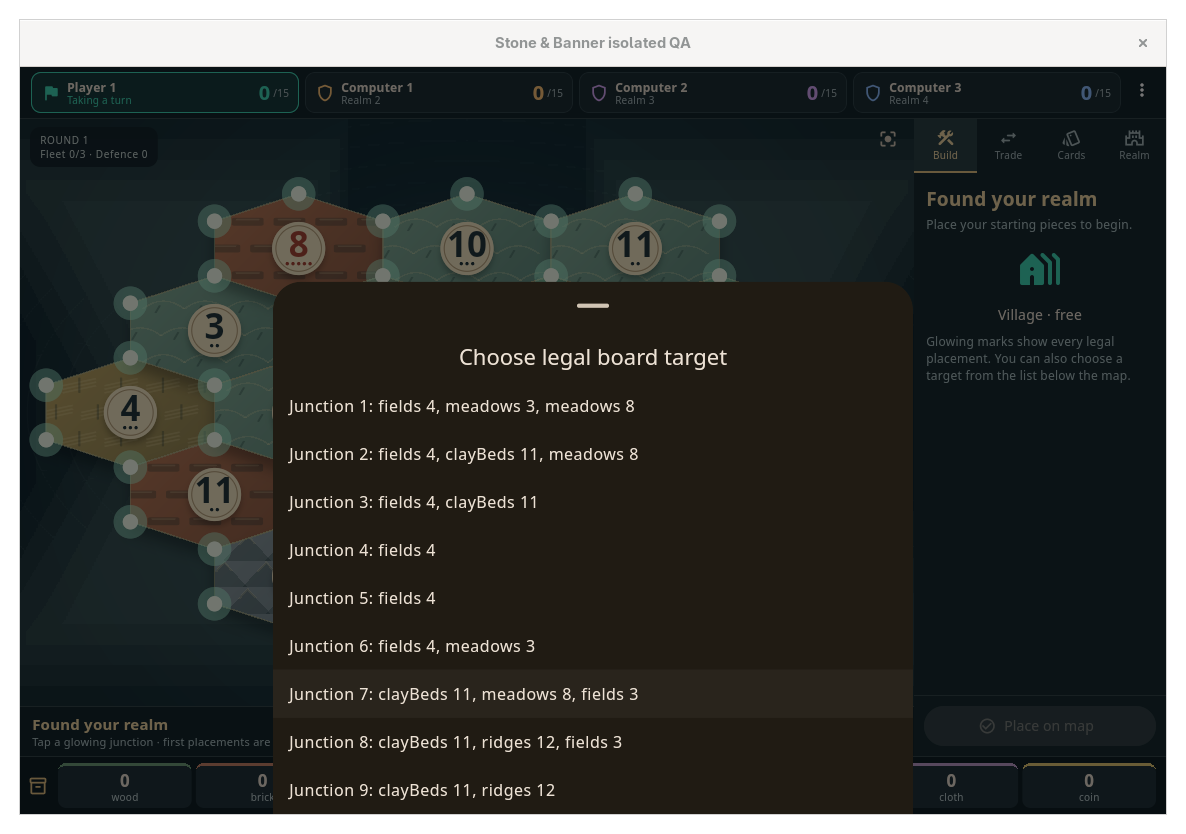 Stone & Banner isolated QA
Player 1
Taking a turn
0 /15
Computer 1
Realm 2
0 /15
Computer 2
Realm 3
0 /15
Computer 3
Realm 4
0 /15
ROUND 1
Fleet 0/3 · Defence 0
Build
Trade
Cards
Realm
Found your realm
Place your starting pieces to begin.
Village · free
Glowing marks show every legal
placement. You can also choose a
target from the list below the map.
8
10
11
3
4
11
Choose legal board target
Junction 1: fields 4, meadows 3, meadows 8
Junction 2: fields 4, clayBeds 11, meadows 8
Junction 3: fields 4, clayBeds 11
Junction 4: fields 4
Junction 5: fields 4
Junction 6: fields 4, meadows 3
Junction 7: clayBeds 11, meadows 8, fields 3
Junction 8: clayBeds 11, ridges 12, fields 3
Junction 9: clayBeds 11, ridges 12
Found your realm
Tap a glowing junction · first placements are
Place on map
0
wood
0
brick
0
cloth
0
coin